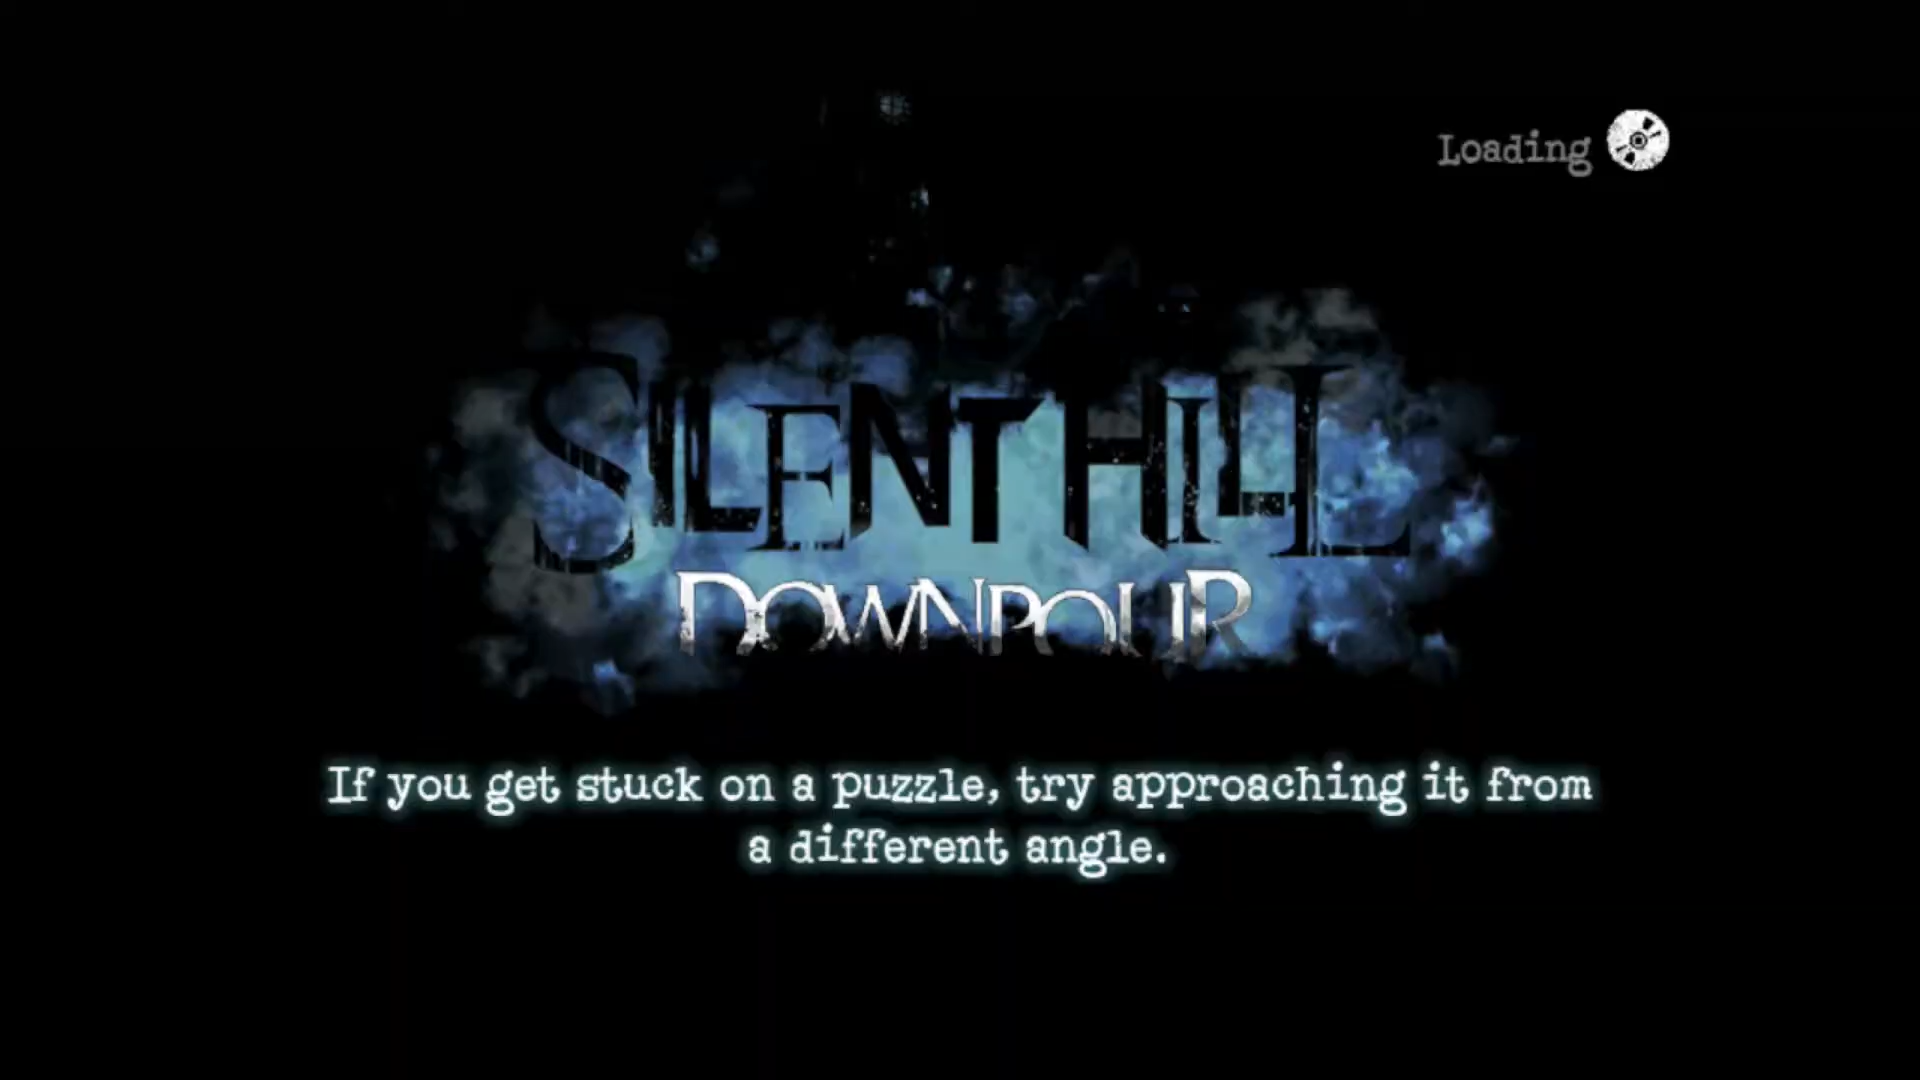 Loading
SILENT HILL
DOWNPOUR
If you get stuck on a puzzle, try approaching it from
a different angle.